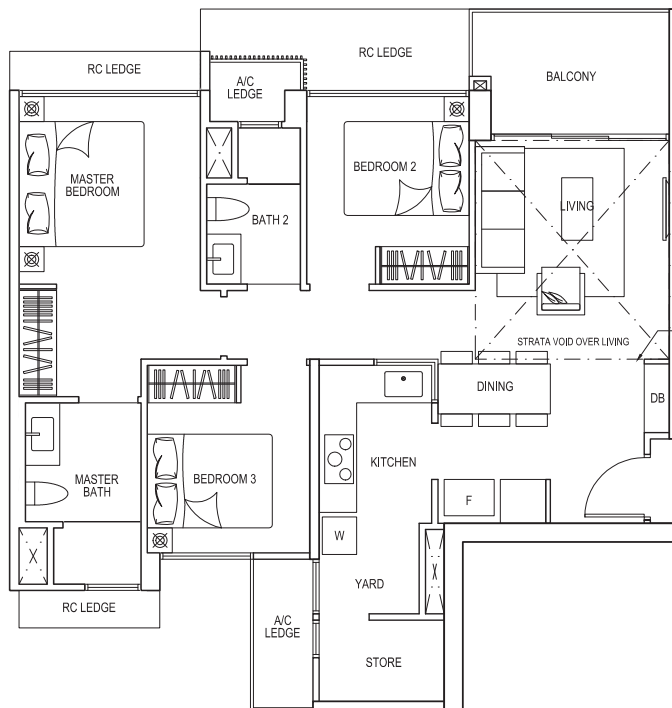 RC LEDGE
A/C
LEDGE
RC LEDGE
BALCONY
MASTER
BEDROOM
BEDROOM 2
BATH 2
LIVING
STRATA VOID OVER LIVING
DINING
DB
KITCHEN
MASTER
BATH
BEDROOM 3
F
W
YARD
RC LEDGE
A/C
LEDGE
STORE